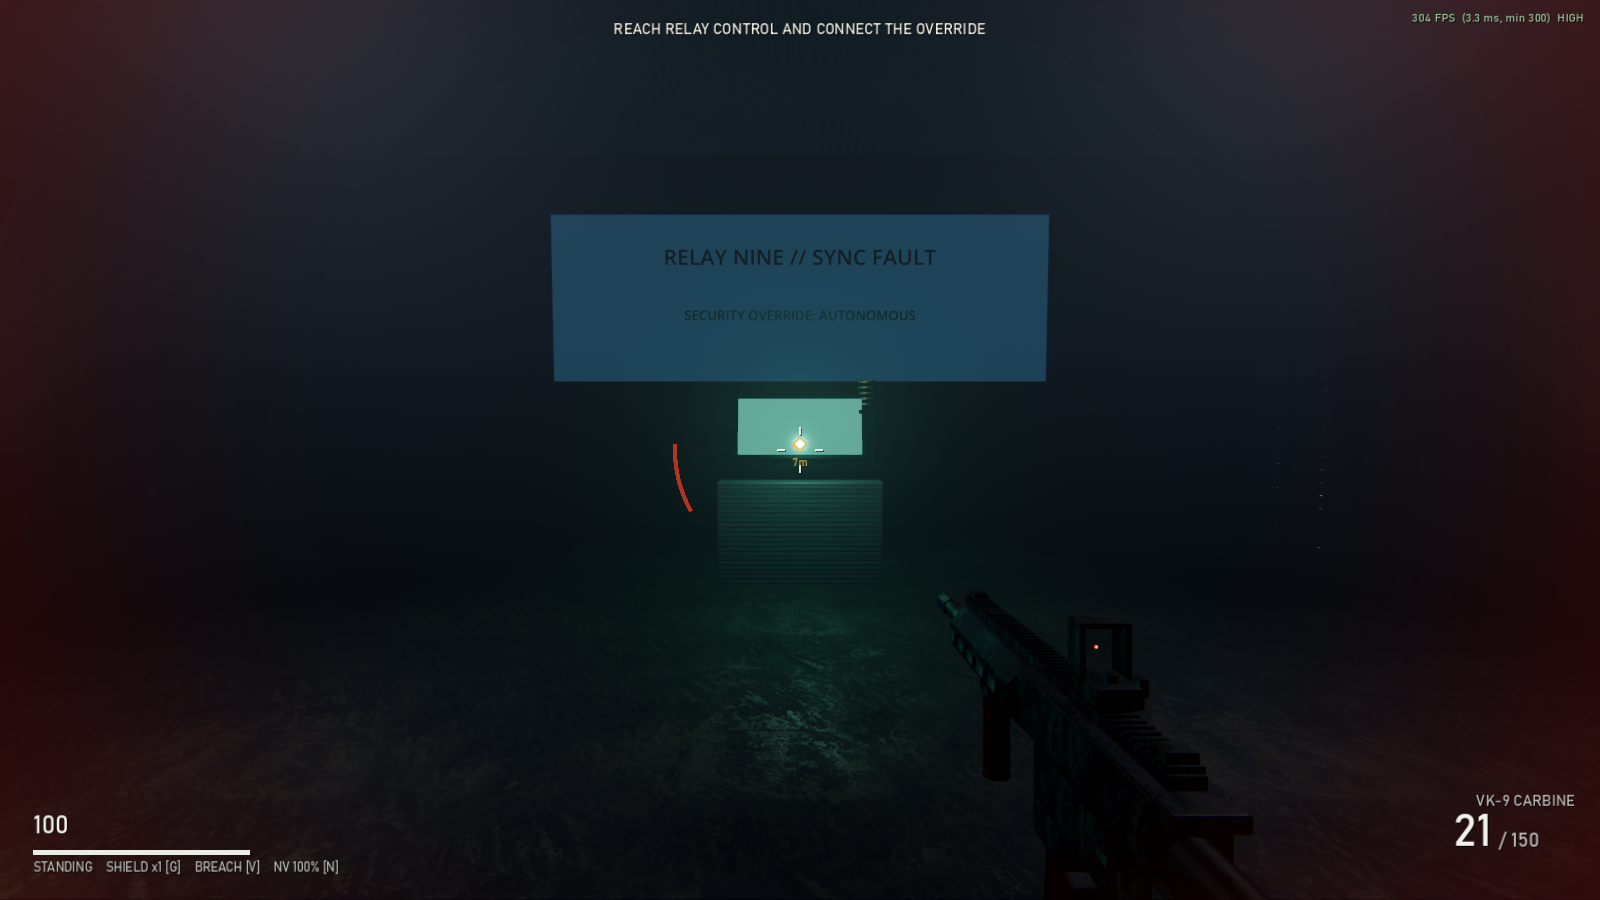 REACH RELAY CONTROL AND CONNECT THE OVERRIDE
304 FPS (3.3 ms, min 300) HIGH
RELAY NINE // SYNC FAULT
SECURITY OVERRIDE: AUTONOMOUS
7m
100
STANDING SHIELD x1 [G] BREACH [V] NV 100% [N]
VK-9 CARBINE
21 / 150